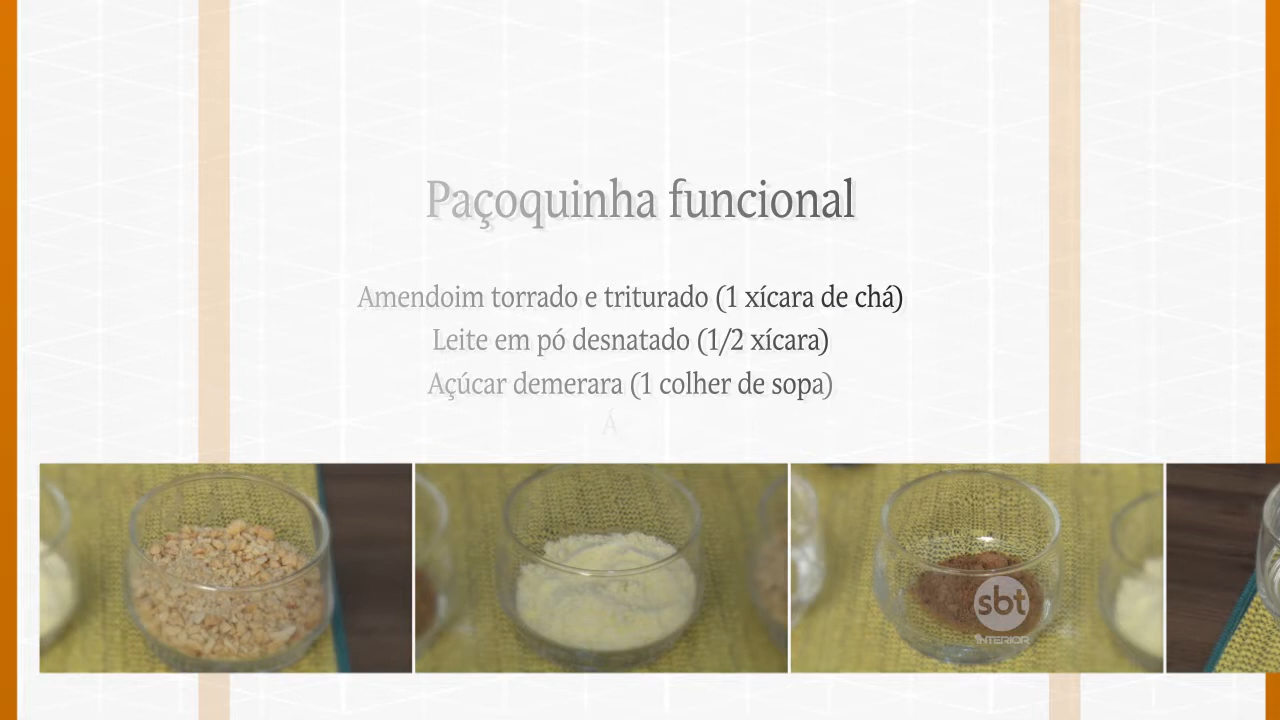 Paçoquinha funcional
Amendoim torrado e triturado (1 xícara de chá)
Leite em pó desnatado (1/2 xícara)
Açúcar demerara (1 colher de sopa)
Á
sbt
INTERIOR